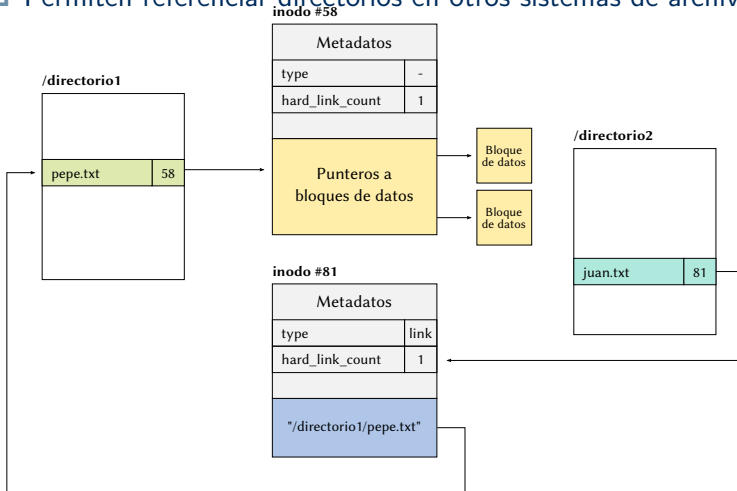 Permiten referenciar directorios en otros sistemas de archiv
inodo #58
Metadatos
type -
hard_link_count 1
Punteros a
bloques de datos
Bloque
de datos
Bloque
de datos
/directorio1
pepe.txt 58
/directorio2
juan.txt 81
inodo #81
Metadatos
type link
hard_link_count 1
"/directorio1/pepe.txt"